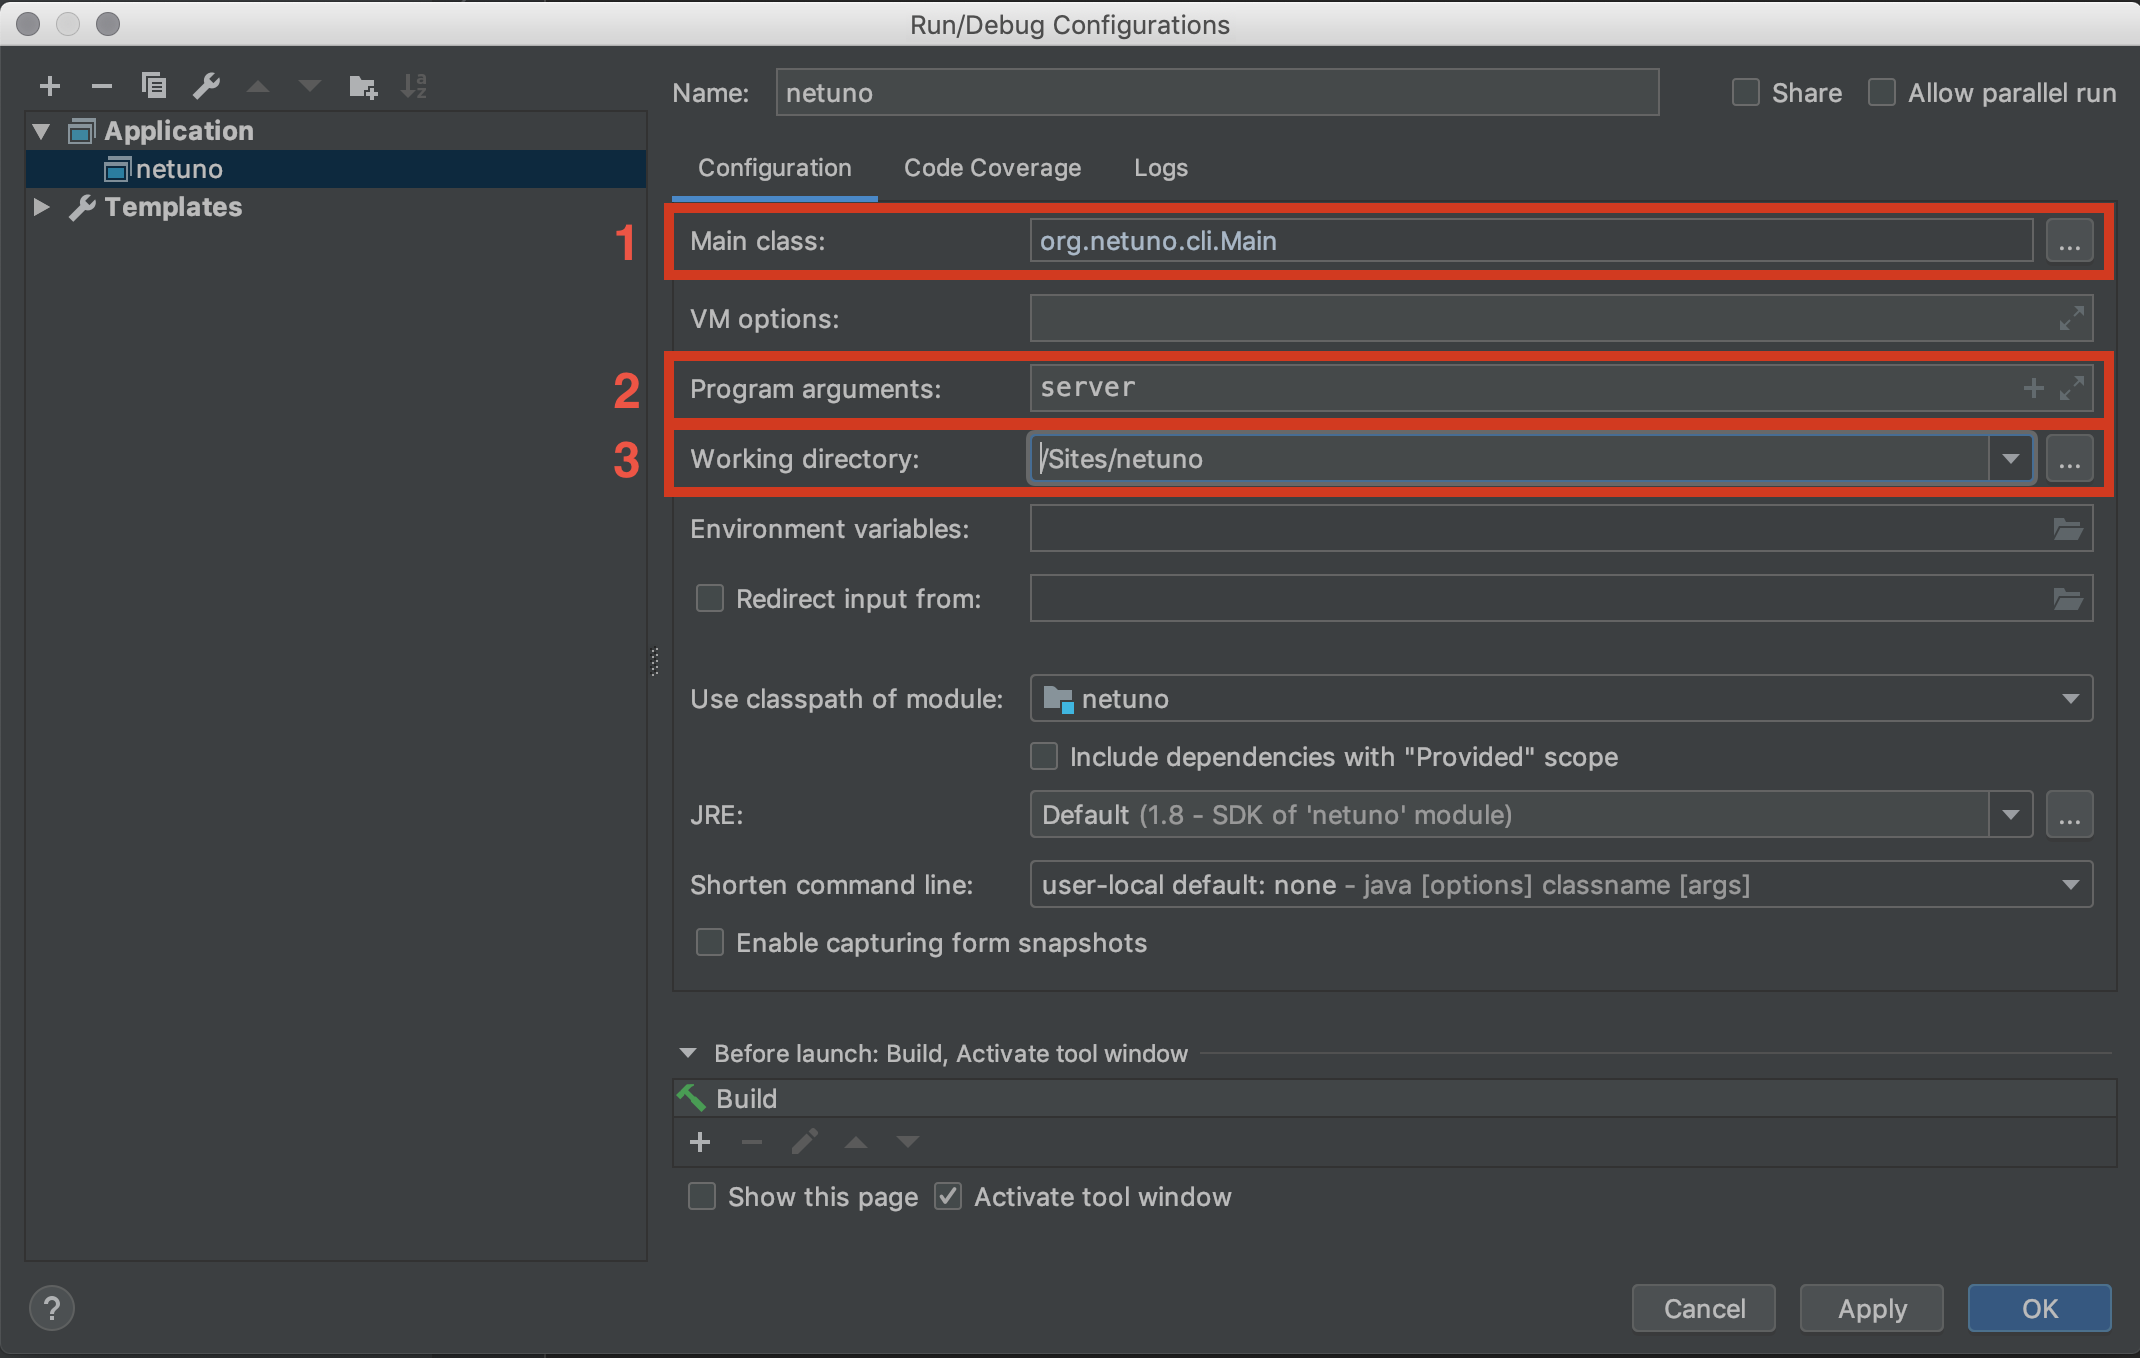 Run/Debug Configurations
Name: netuno Share Allow parallel run
Application
netuno
Templates
Configuration Code Coverage Logs
1 Main class: org.netuno.cli.Main ...
VM options:
2 Program arguments: server
3 Working directory: /Sites/netuno ...
Environment variables:
Redirect input from:
Use classpath of module: netuno
Include dependencies with "Provided" scope
JRE: Default (1.8 - SDK of 'netuno' module) ...
Shorten command line: user-local default: none - java [options] classname [args]
Enable capturing form snapshots
Before launch: Build, Activate tool window
Build
Show this page Activate tool window
? Cancel Apply OK